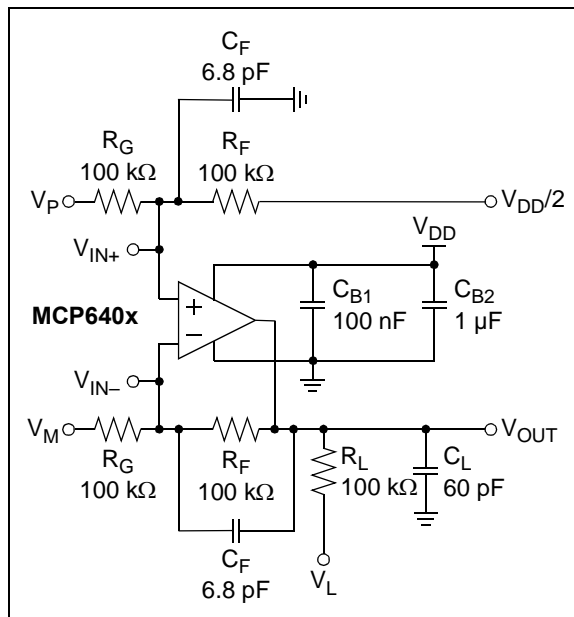 C_F
6.8 pF
R_G
100 kΩ
R_F
100 kΩ
V_P
V_DD/2
V_IN+
V_DD
MCP640x
C_B1
100 nF
C_B2
1 µF
V_IN–
V_M
V_OUT
R_G
100 kΩ
R_F
100 kΩ
R_L
100 kΩ
C_L
60 pF
C_F
6.8 pF
V_L